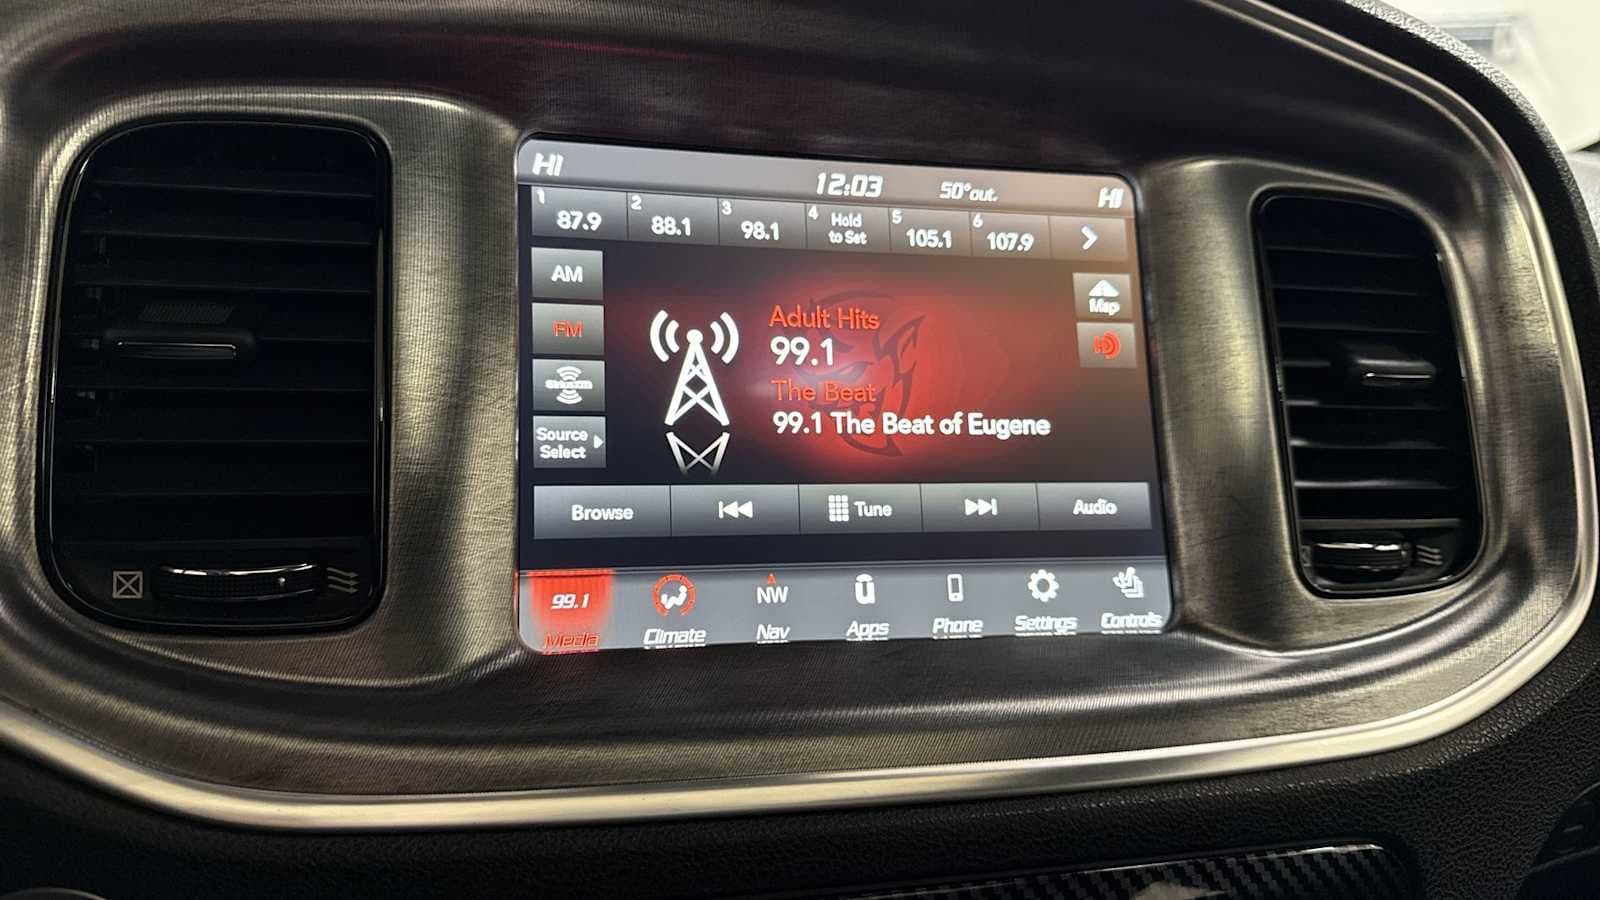 HI 12:03 50°out. HI
1 87.9 2 88.1 3 98.1 4 Hold to Set 5 105.1 6 107.9
AM
FM
SiriusXM
Source
Select
Map
Adult Hits
99.1
The Beat
99.1 The Beat of Eugene
Browse Tune Audio
99.1 NW
Media Climate Nav Apps Phone Settings Controls